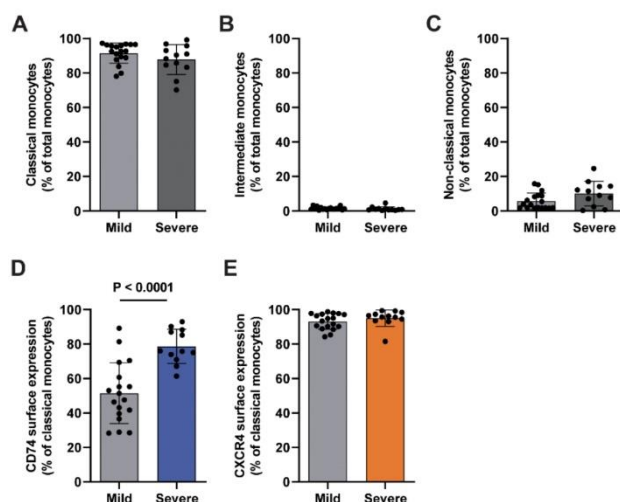 A
B
C
Classical monocytes
(% of total monocytes)
100
80
60
40
20
0
Mild
Severe
Intermediate monocytes
(% of total monocytes)
100
80
60
40
20
0
Mild
Severe
Non-classical monocytes
(% of total monocytes)
100
80
60
40
20
0
Mild
Severe
D
E
CD74 surface expression
(% of classical monocytes)
100
80
60
40
20
0
P < 0.0001
Mild
Severe
CXCR4 surface expression
(% of classical monocytes)
100
80
60
40
20
0
Mild
Severe